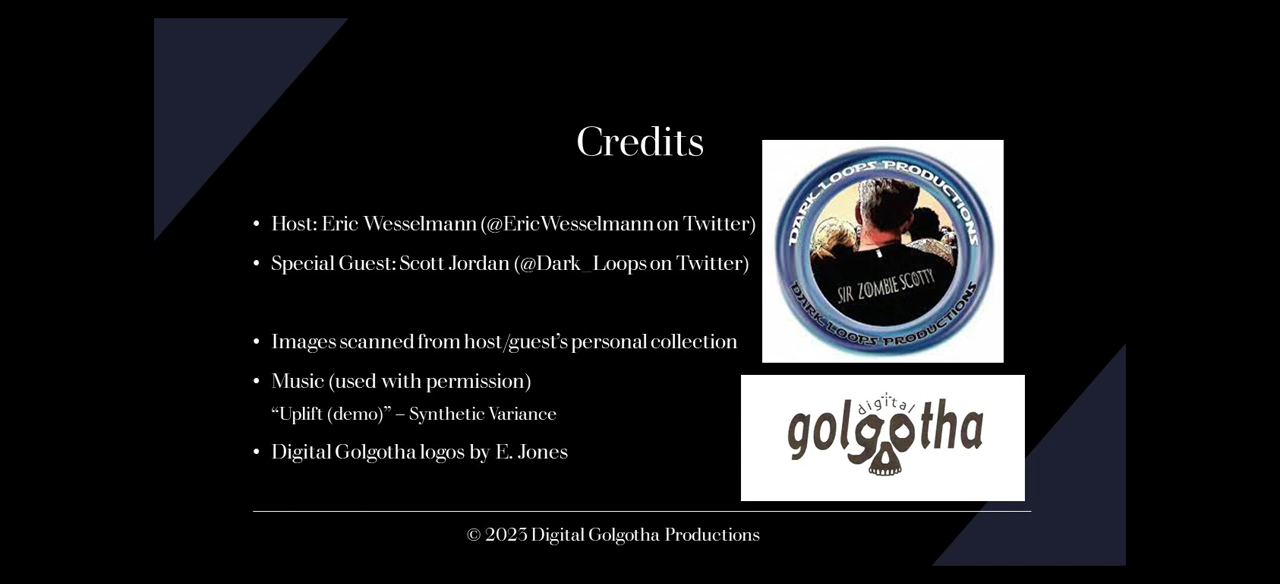 Credits
• Host: Eric Wesselmann (@EricWesselmann on Twitter)
• Special Guest: Scott Jordan (@Dark_Loops on Twitter)
• Images scanned from host/guest’s personal collection
• Music (used with permission)
“Uplift (demo)” – Synthetic Variance
• Digital Golgotha logos by E. Jones
DARK LOOPS PRODUCTIONS
SIR ZOMBIE SCOTTY
DARK LOOPS PRODUCTIONS
digital
golgotha
© 2023 Digital Golgotha Productions